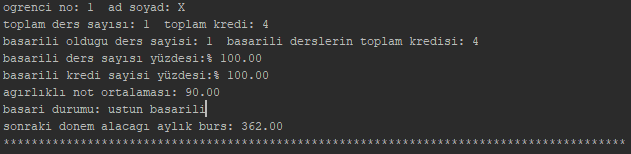 ogrenci no: 1  ad soyad: X
toplam ders sayısı: 1  toplam kredi: 4
basarili oldugu ders sayisi: 1  basarili derslerin toplam kredisi: 4
basarili ders sayısı yüzdesi:% 100.00
basarili kredi sayisi yüzdesi:% 100.00
agırlıklı not ortalaması: 90.00
basari durumu: ustun basarili
sonraki donem alacagı aylık burs: 362.00
*******************************************************************************************